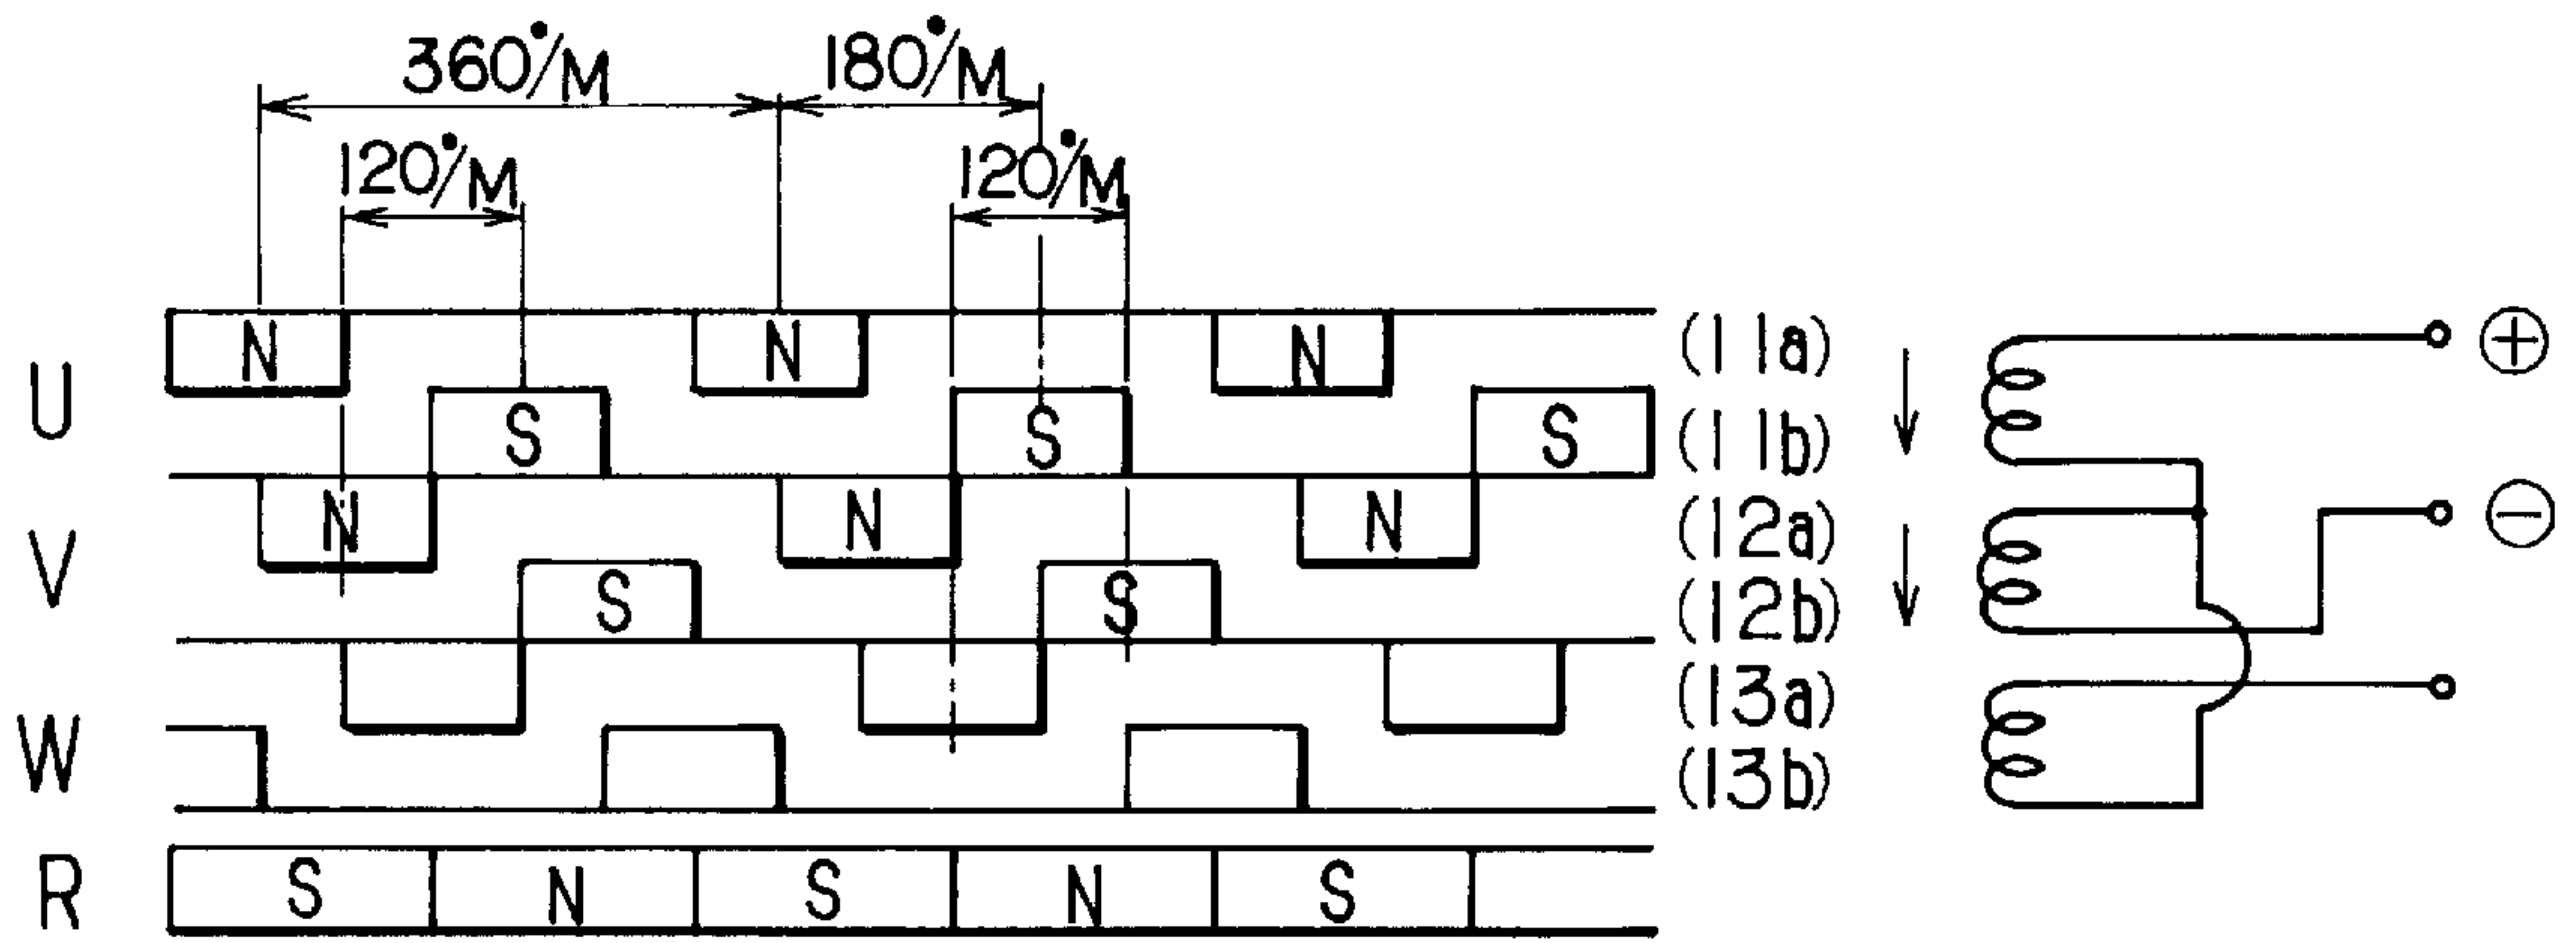 360°/M 180°/M
120°/M 120°/M
U
N N N (11a) ⊕
S S S (11b)
V
N N N (12a) ⊖
S S (12b)
W
(13a)
(13b)
R
S N S N S